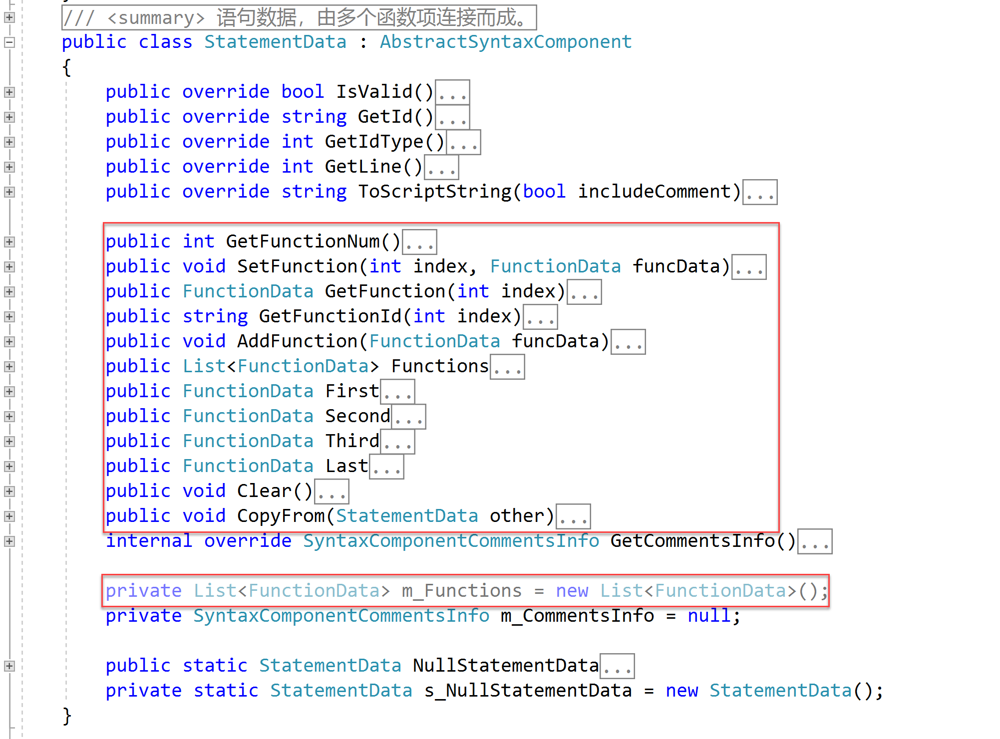 /// <summary> 语句数据，由多个函数项连接而成。
public class StatementData : AbstractSyntaxComponent
{
public override bool IsValid()...
public override string GetId()...
public override int GetIdType()...
public override int GetLine()...
public override string ToScriptString(bool includeComment)...
public int GetFunctionNum()...
public void SetFunction(int index, FunctionData funcData)...
public FunctionData GetFunction(int index)...
public string GetFunctionId(int index)...
public void AddFunction(FunctionData funcData)...
public List<FunctionData> Functions...
public FunctionData First...
public FunctionData Second...
public FunctionData Third...
public FunctionData Last...
public void Clear()...
public void CopyFrom(StatementData other)...
internal override SyntaxComponentCommentsInfo GetCommentsInfo()...
private List<FunctionData> m_Functions = new List<FunctionData>();
private SyntaxComponentCommentsInfo m_CommentsInfo = null;
public static StatementData NullStatementData...
private static StatementData s_NullStatementData = new StatementData();
}